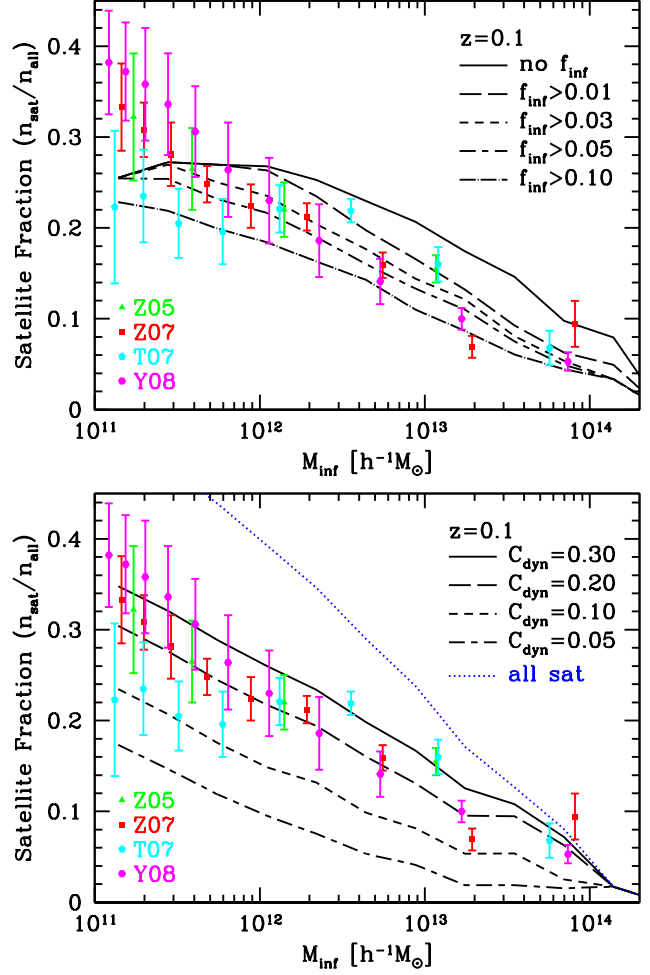 0.4
0.3
0.2
0.1
0
Satellite Fraction (n_sat/n_all)
z=0.1
no f_inf
f_inf>0.01
f_inf>0.03
f_inf>0.05
f_inf>0.10
Z05
Z07
T07
Y08
10^11
10^12
10^13
10^14
M_inf [h^-1M_⊙]
0.4
0.3
0.2
0.1
0
Satellite Fraction (n_sat/n_all)
z=0.1
C_dyn=0.30
C_dyn=0.20
C_dyn=0.10
C_dyn=0.05
all sat
Z05
Z07
T07
Y08
10^11
10^12
10^13
10^14
M_inf [h^-1M_⊙]